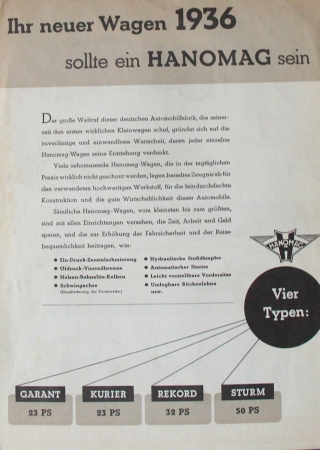 Ihr neuer Wagen 1936
sollte ein HANOMAG sein
Der große Weltruf dieser deutschen Automobilfabrik, die seiner-
zeit den ersten wirklichen Kleinwagen schuf, gründet sich auf die
zuverlässige und einwandfreie Wertarbeit, deren jeder einzelne
Hanomag-Wagen seine Entstehung verdankt.
Viele zehntausende Hanomag-Wagen, die in der tagtäglichen
Praxis wirklich nicht geschont werden, legen beredtes Zeugnis ab für
den verwendeten hochwertigen Werkstoff, für die feindurchdachte
Konstruktion und die gute Wirtschaftlichkeit dieser Automobile.
Sämtliche Hanomag-Wagen, vom kleinsten bis zum größten,
sind mit allen Einrichtungen versehen, die Zeit, Arbeit und Geld
sparen, und die zur Erhöhung der Fahrsicherheit und der Reise-
bequemlichkeit beitragen, wie:
• Ein-Druck-Zentralschmierung
• Öldruck-Vierradbremse
• Nelson-Bohnalite-Kolben
• Schwingachse
• Hydraulische Stoßdämpfer
• Automatischer Starter
• Leicht verstellbare Vordersitze
• Umlegbare Rückenlehne
usw.
HANOMAG
Vier
Typen:
GARANT
23 PS
KURIER
23 PS
REKORD
32 PS
STURM
50 PS